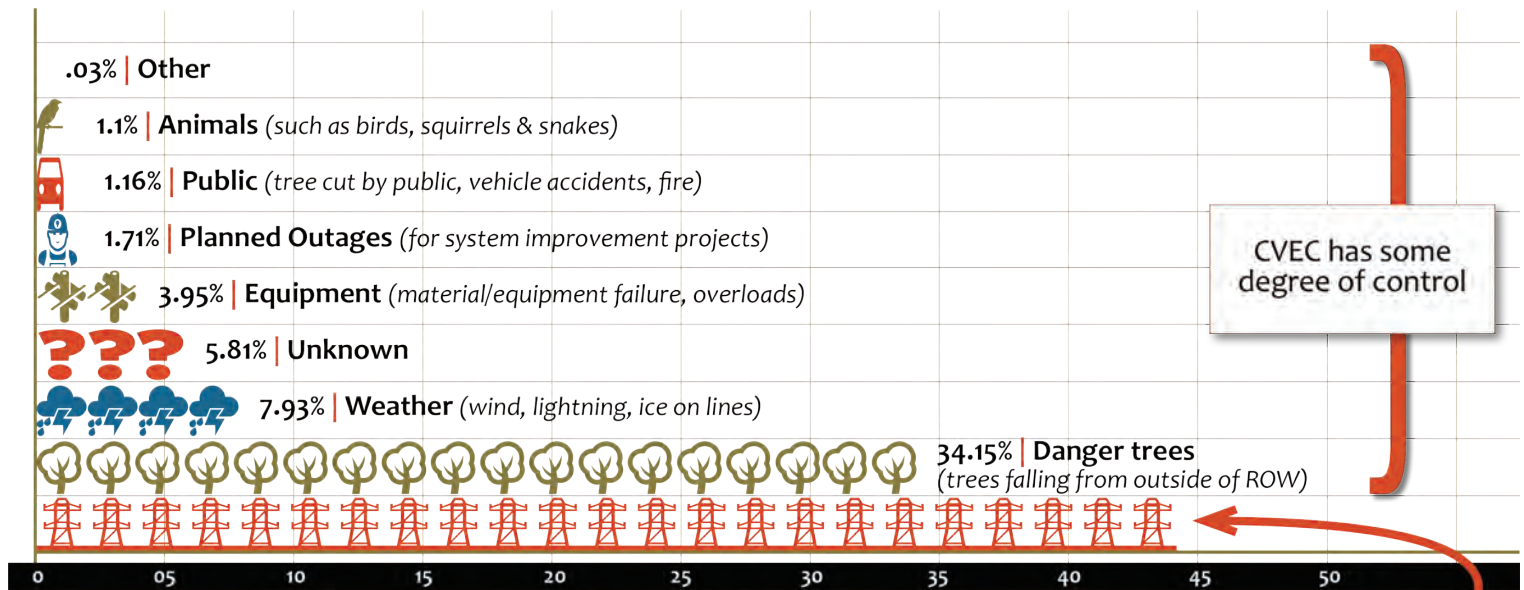 .03% | Other
1.1% | Animals (such as birds, squirrels & snakes)
1.16% | Public (tree cut by public, vehicle accidents, fire)
1.71% | Planned Outages (for system improvement projects)
3.95% | Equipment (material/equipment failure, overloads)
CVEC has some
degree of control
? ? ? 5.81% | Unknown
7.93% | Weather (wind, lightning, ice on lines)
34.15% | Danger trees
(trees falling from outside of ROW)
0 05 10 15 20 25 30 35 40 45 50